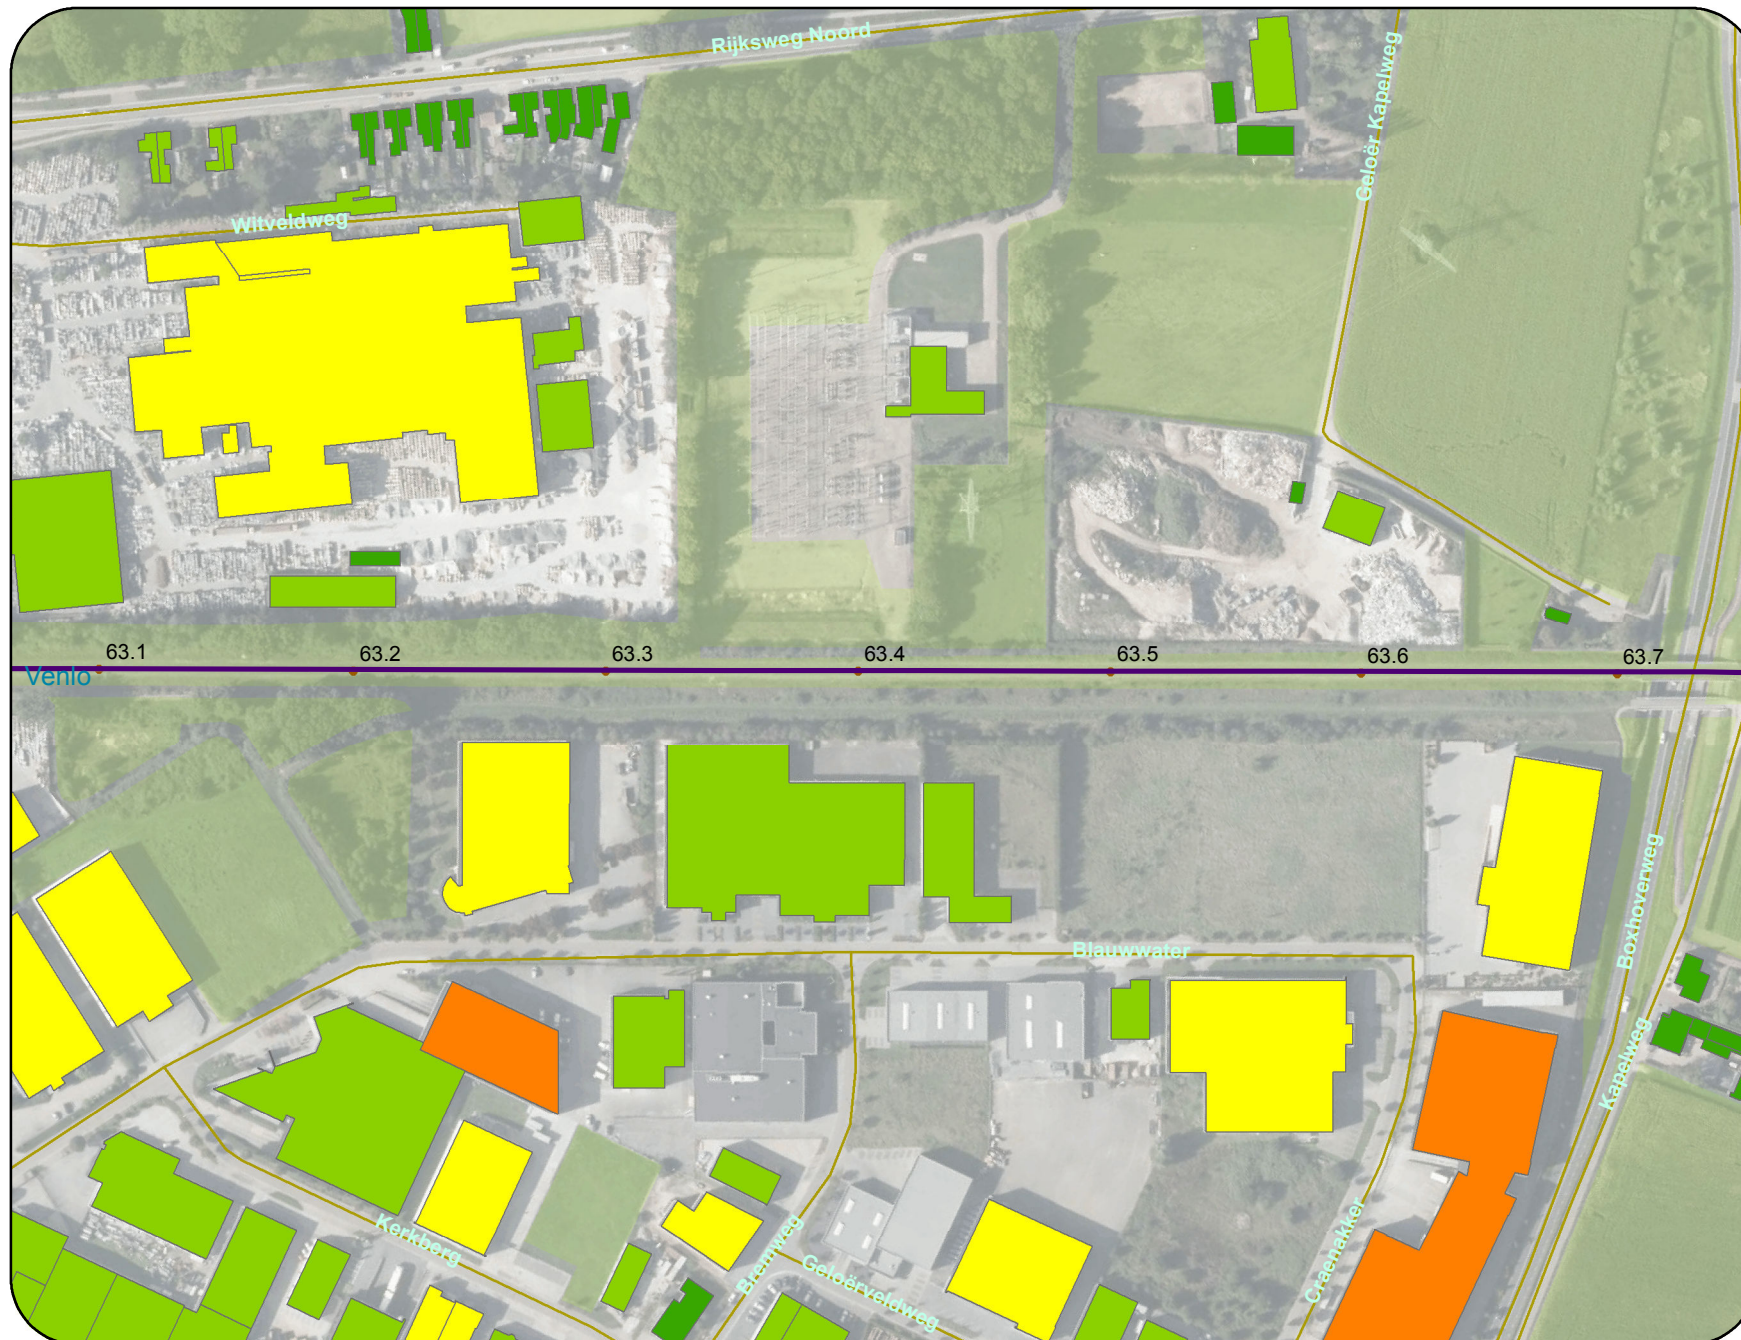 Rijksweg Noord
Geloër Kapelweg
Witveldweg
63.1
63.2
63.3
63.4
63.5
63.6
63.7
Venlo
Boxhoverweg
Blauwwater
Kapelweg
Kerkberg
Bremweg
Geloërveldweg
Craenakker